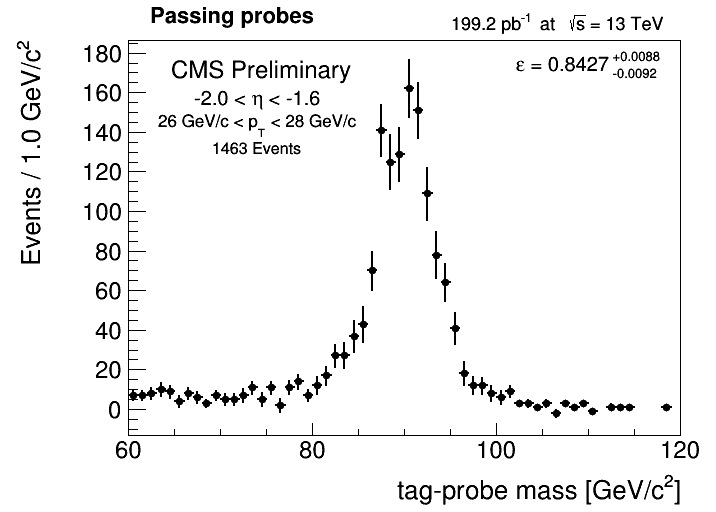 Passing probes
199.2 pb⁻¹ at √s = 13 TeV
CMS Preliminary
-2.0 < η < -1.6
26 GeV/c < p_T < 28 GeV/c
1463 Events
ε = 0.8427 +0.0088 -0.0092
Events / 1.0 GeV/c²
180
160
140
120
100
80
60
40
20
0
60 80 100 120
tag-probe mass [GeV/c²]